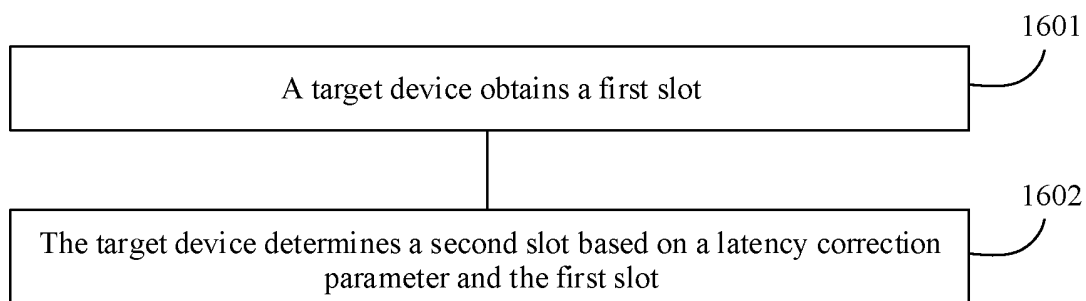 1601
A target device obtains a first slot
1602
The target device determines a second slot based on a latency correction
parameter and the first slot